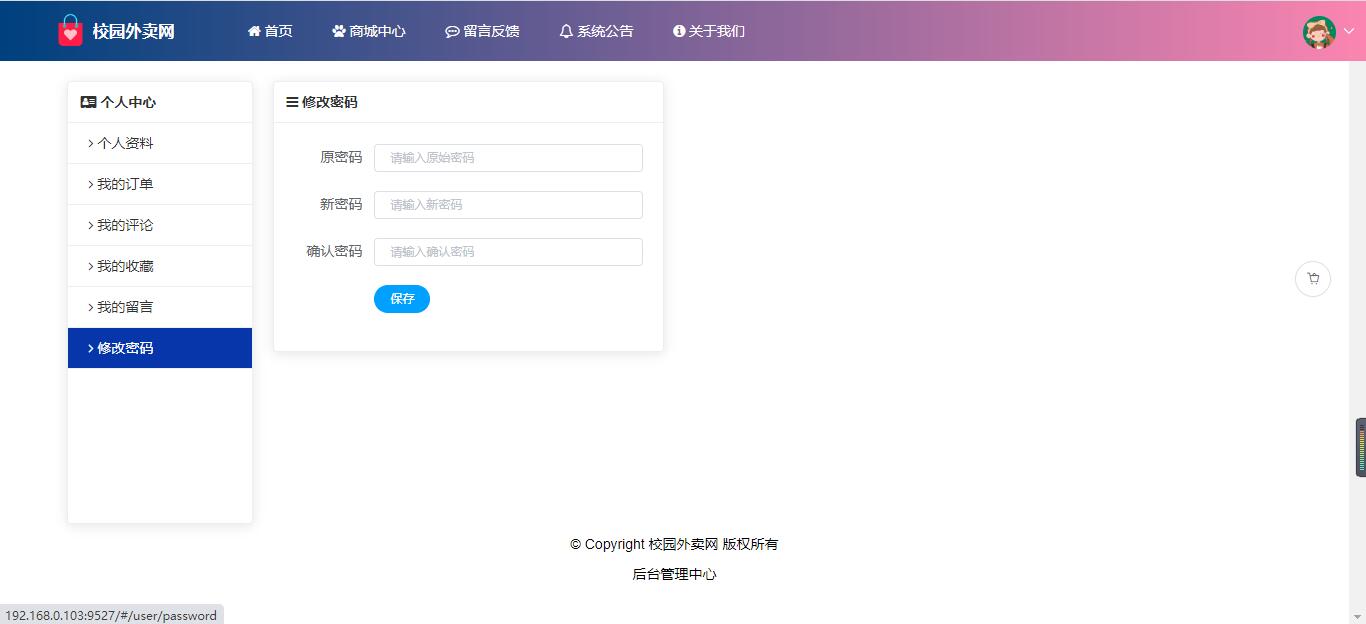 校园外卖网 首页 商城中心 留言反馈 系统公告 关于我们
个人中心
个人资料
我的订单
我的评论
我的收藏
我的留言
修改密码
修改密码
原密码 请输入原始密码
新密码 请输入新密码
确认密码 请输入确认密码
保存
© Copyright 校园外卖网 版权所有
后台管理中心
192.168.0.103:9527/#/user/password